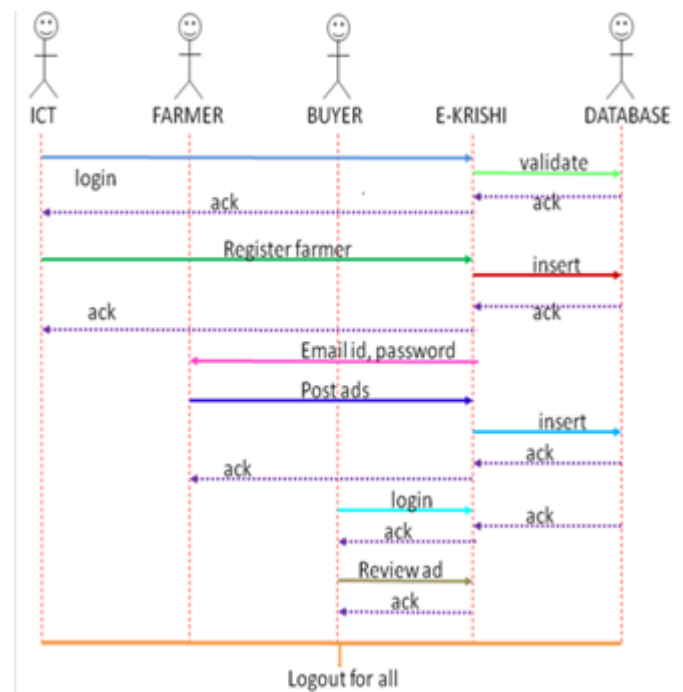 ICT FARMER BUYER E-KRISHI DATABASE
validate
login
ack ack
Register farmer
insert
ack ack
Email id, password
Post ads
insert
ack
ack
login
ack
ack
Review ad
ack
Logout for all